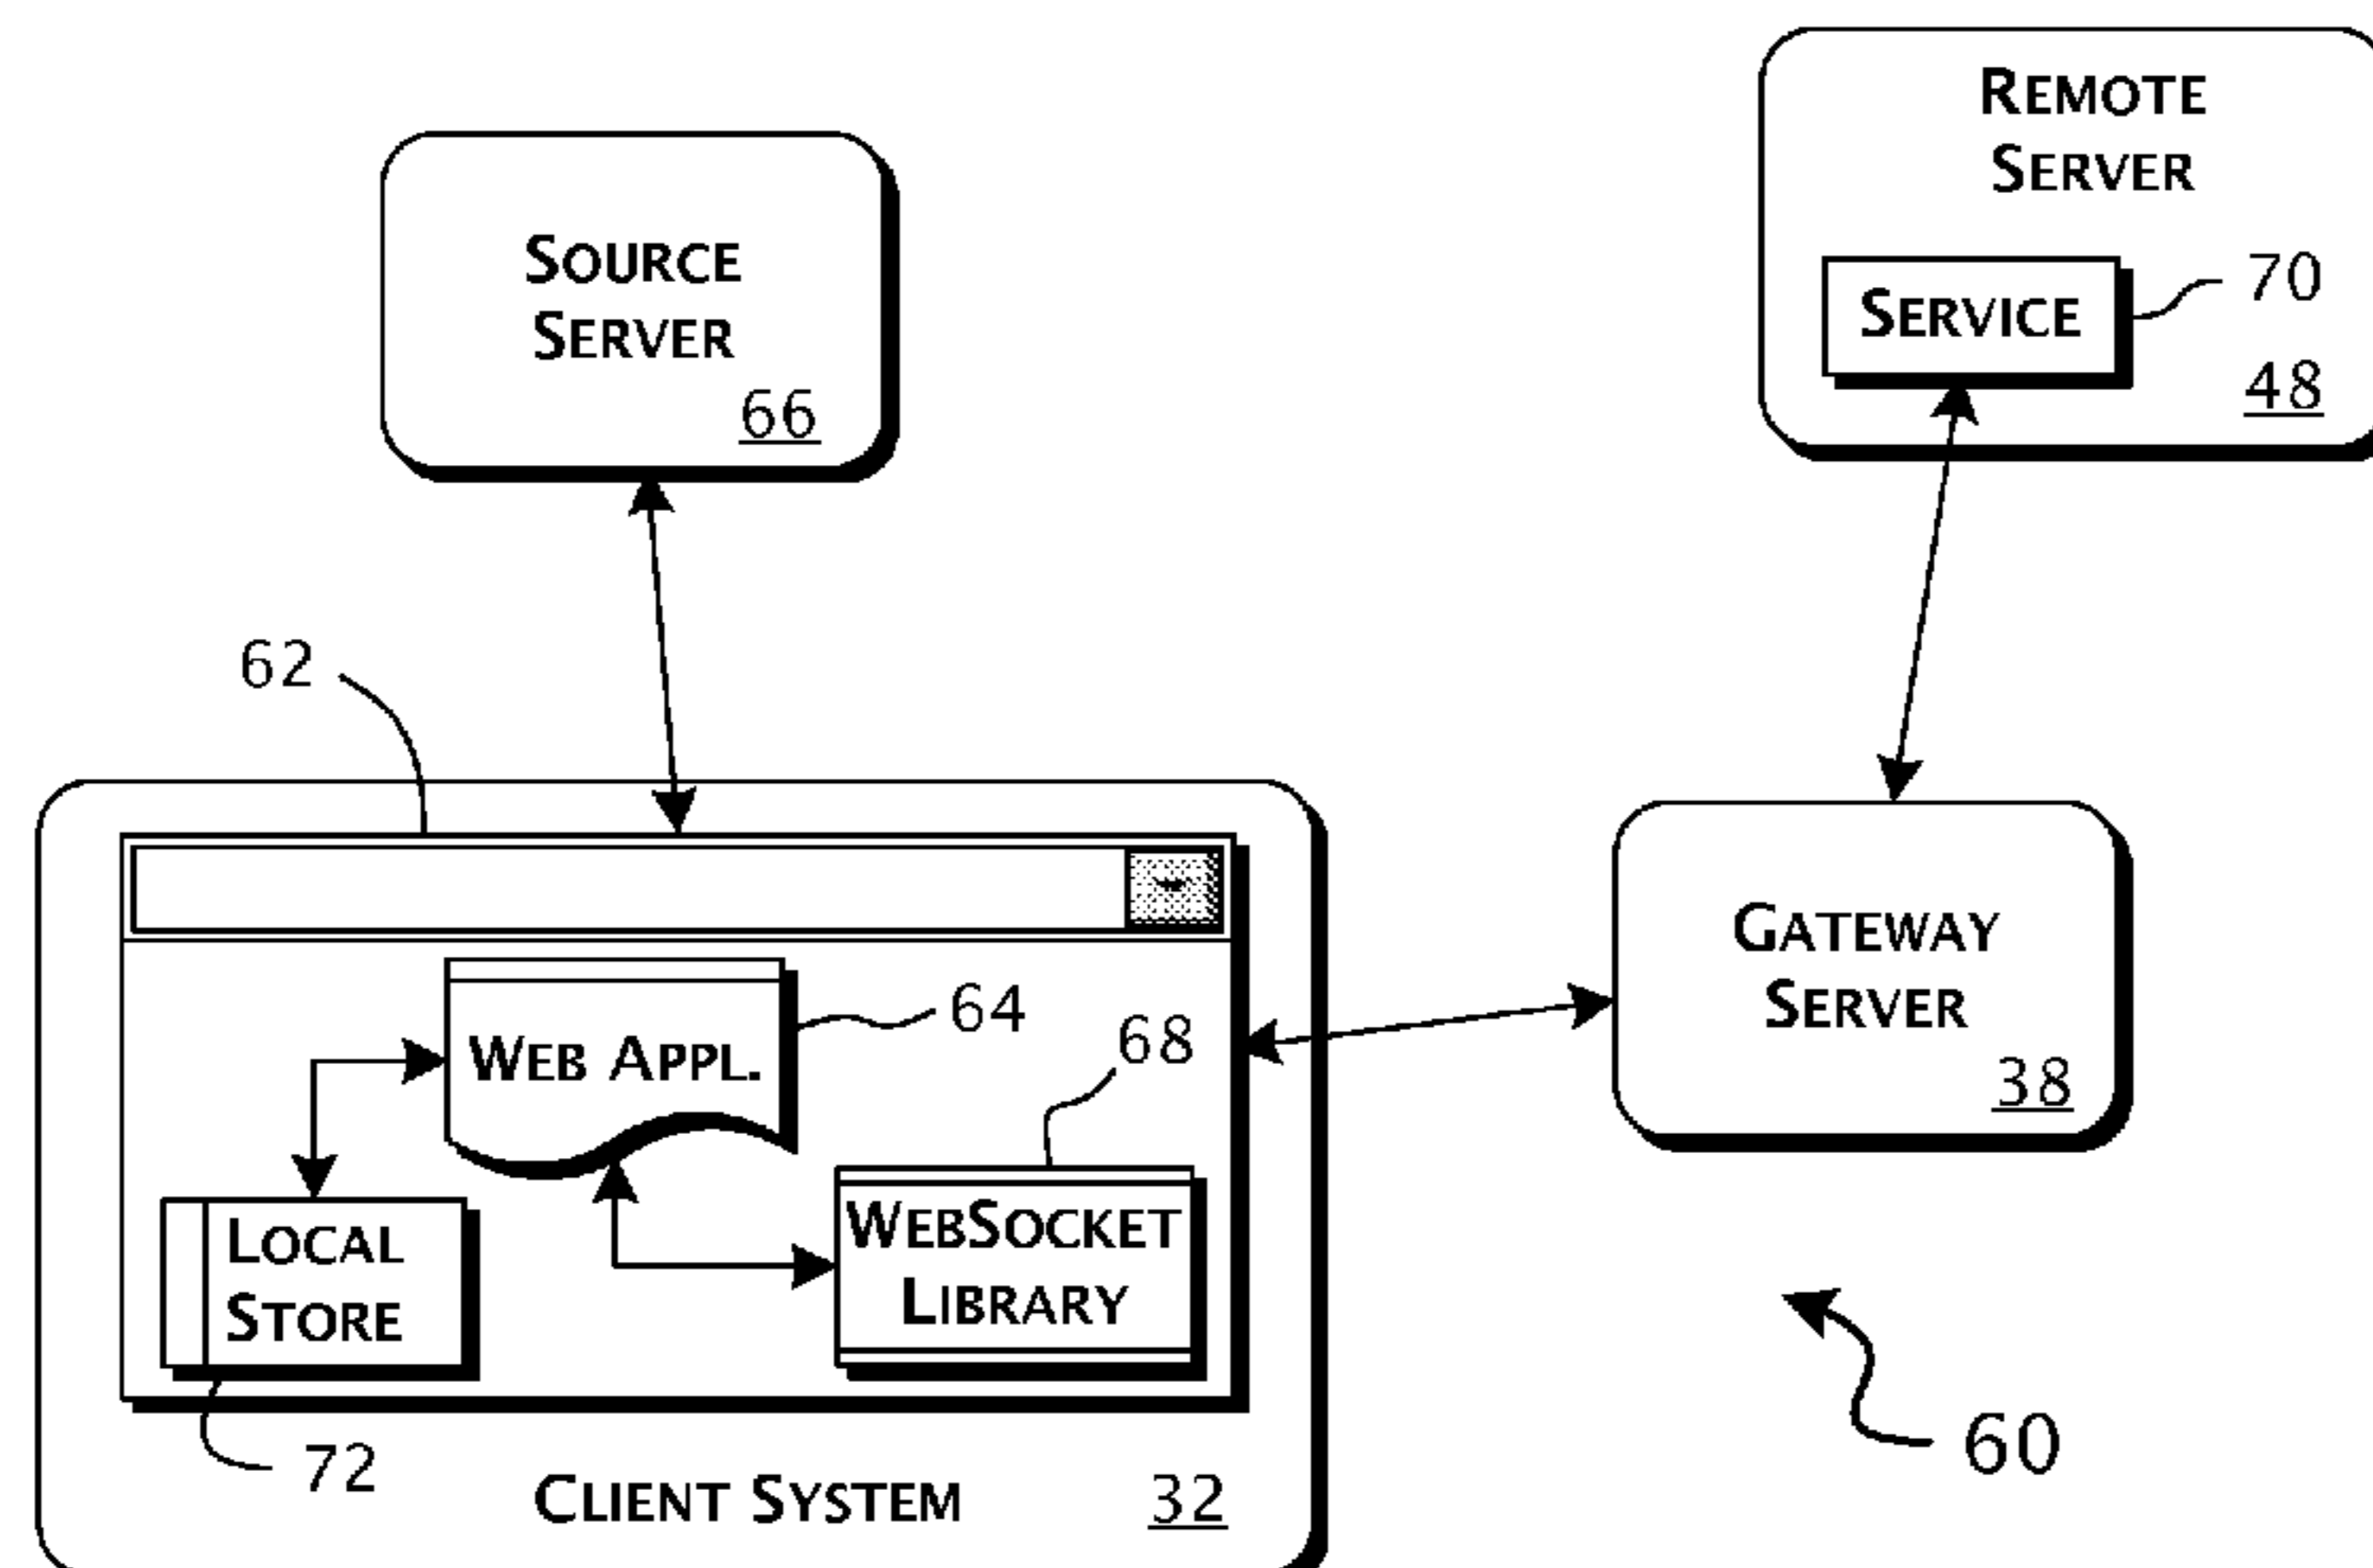 REMOTE
SERVER
SERVICE
70
48
SOURCE
SERVER
66
62
GATEWAY
SERVER
38
WEB APPL.
64
68
LOCAL
STORE
WEBSOCKET
LIBRARY
72
CLIENT SYSTEM
32
60